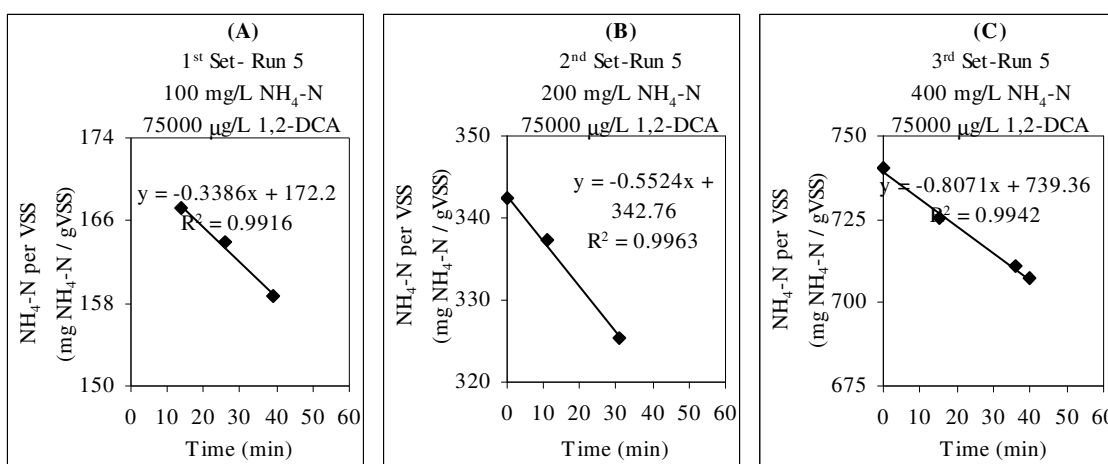 (A)
1st Set- Run 5
100 mg/L NH4-N
75000 µg/L 1,2-DCA
174
166
158
150
y = -0.3386x + 172.2
R2 = 0.9916
NH4-N per VSS
(mg NH4-N / gVSS)
0 10 20 30 40 50 60
Time (min)
(B)
2nd Set-Run 5
200 mg/L NH4-N
75000 µg/L 1,2-DCA
350
340
330
320
y = -0.5524x +
342.76
R2 = 0.9963
NH4-N per VSS
(mg NH4-N / gVSS)
0 10 20 30 40 50 60
Time (min)
(C)
3rd Set-Run 5
400 mg/L NH4-N
75000 µg/L 1,2-DCA
750
725
700
675
y = -0.8071x + 739.36
R2 = 0.9942
NH4-N per VSS
(mg NH4-N / gVSS)
0 10 20 30 40 50 60
Time (min)